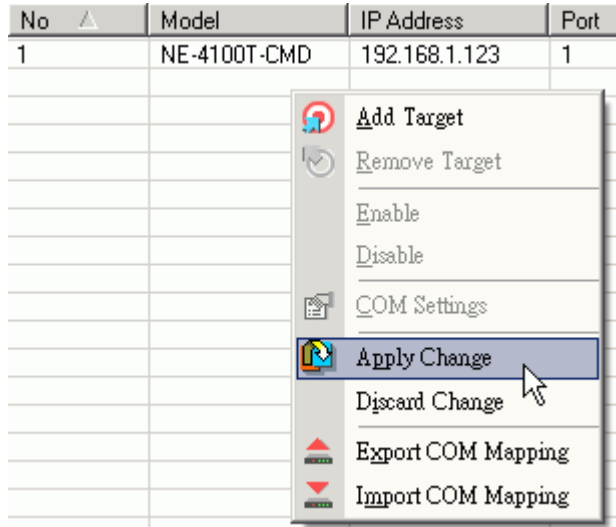 No Model IP Address Port
1 NE-4100T-CMD 192.168.1.123 1
Add Target
Remove Target
Enable
Disable
COM Settings
Apply Change
Discard Change
Export COM Mapping
Import COM Mapping